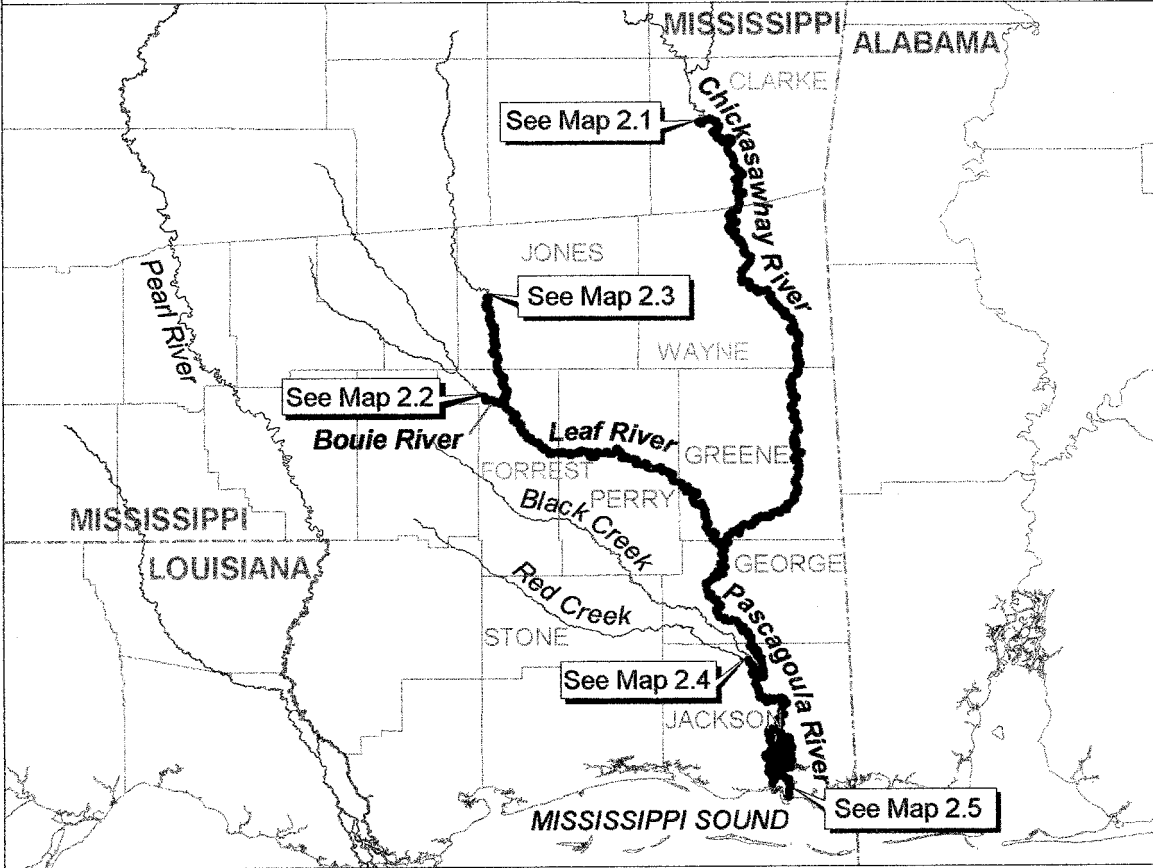 MISSISSIPPI
ALABAMA
CLARKE
See Map 2.1
Chickasawhay River
JONES
Pearl River
See Map 2.3
WAYNE
See Map 2.2
Bouie River
Leaf River
GREENE
FORREST
PERRY
Black Creek
MISSISSIPPI
LOUISIANA
GEORGE
Red Creek
Pascagoula River
STONE
See Map 2.4
JACKSON
MISSISSIPPI SOUND
See Map 2.5